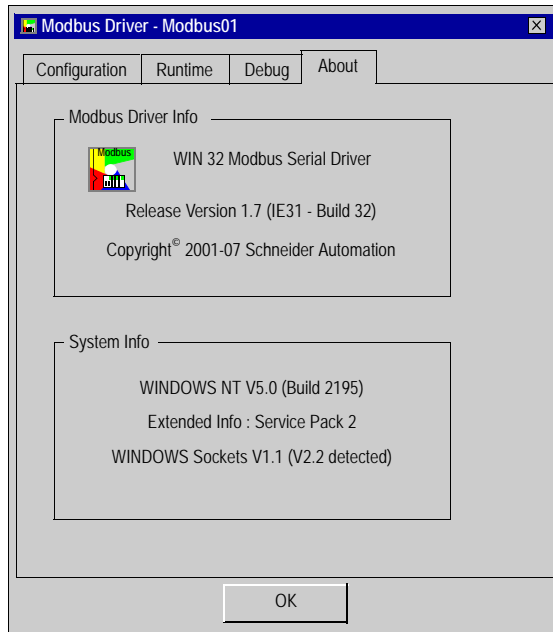 Modbus Driver - Modbus01
Configuration Runtime Debug About
Modbus Driver Info
Modbus
WIN 32 Modbus Serial Driver
Release Version 1.7 (IE31 - Build 32)
Copyright© 2001-07 Schneider Automation
System Info
WINDOWS NT V5.0 (Build 2195)
Extended Info : Service Pack 2
WINDOWS Sockets V1.1 (V2.2 detected)
OK